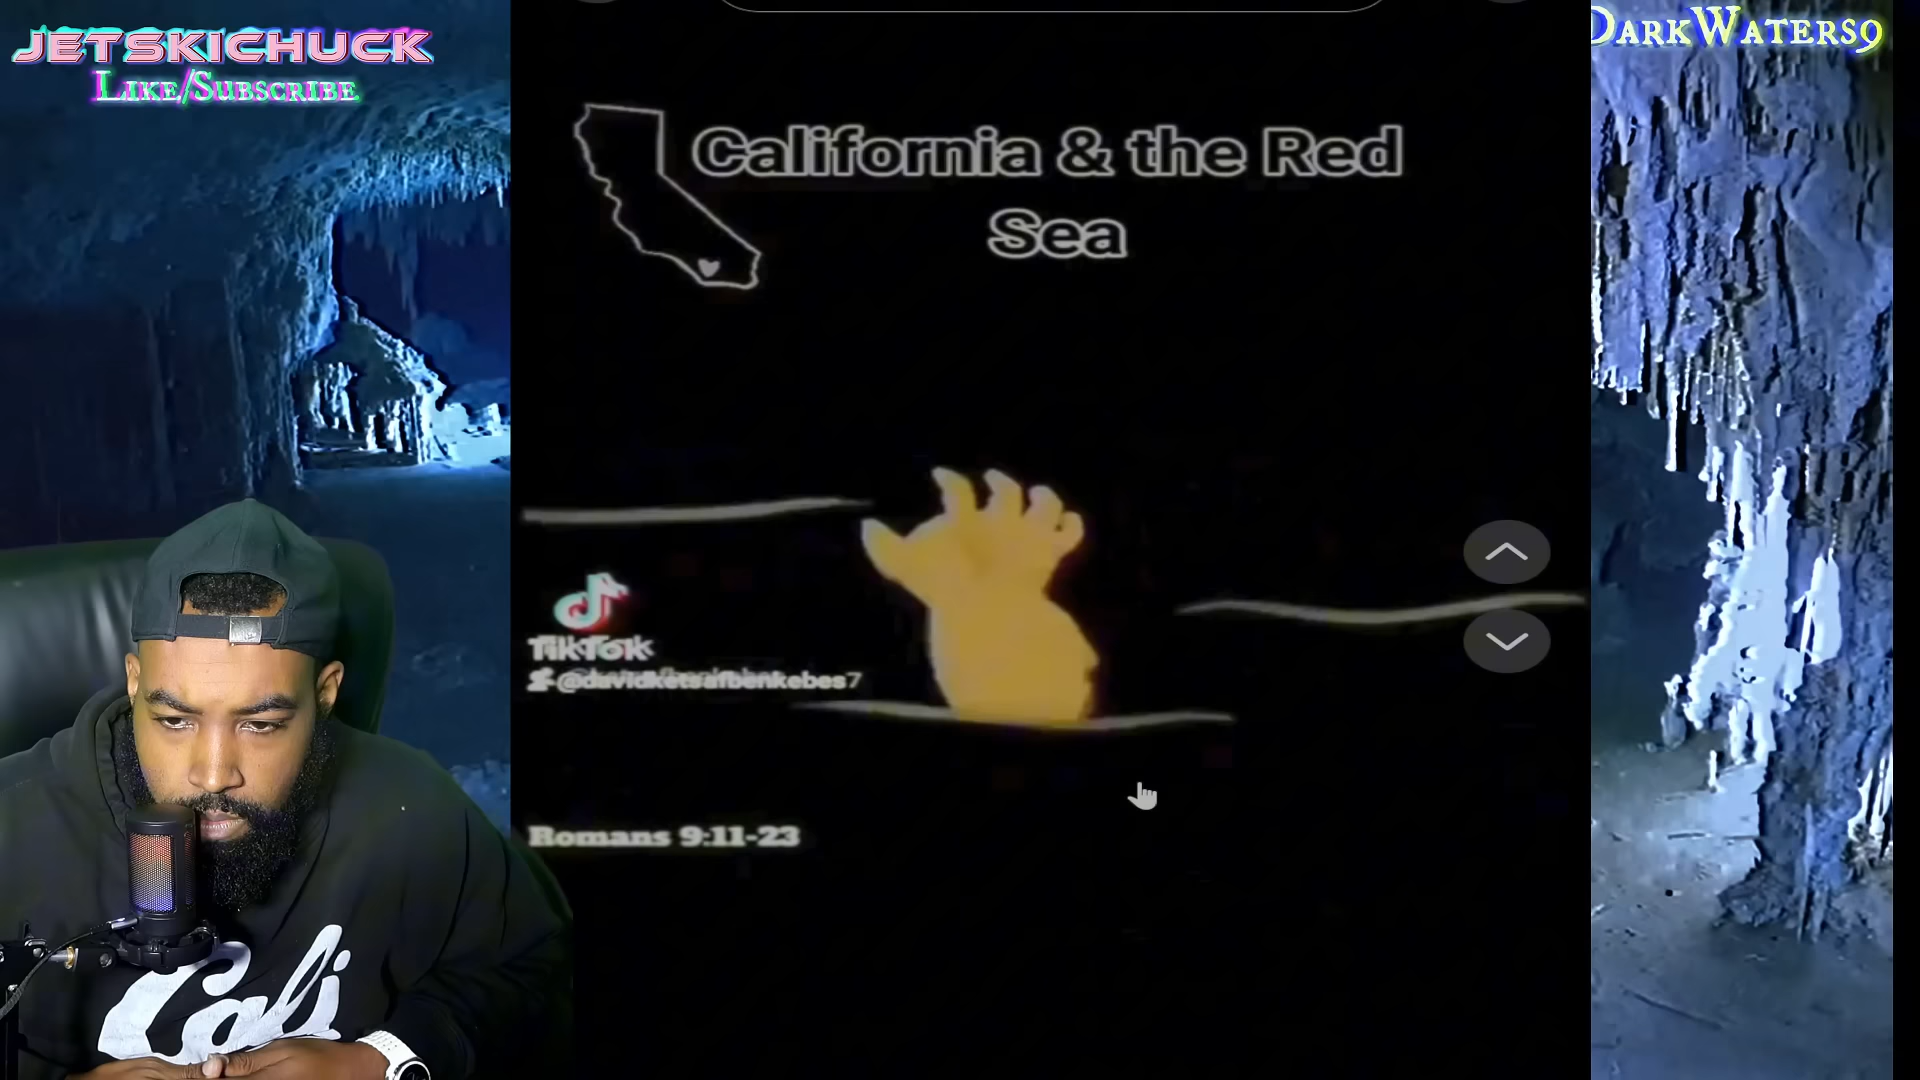 JETSKICHUCK
LIKE/SUBSCRIBE
DARKWATERS9
California & the Red
Sea
TikTok
Romans 9:11-23
Cali